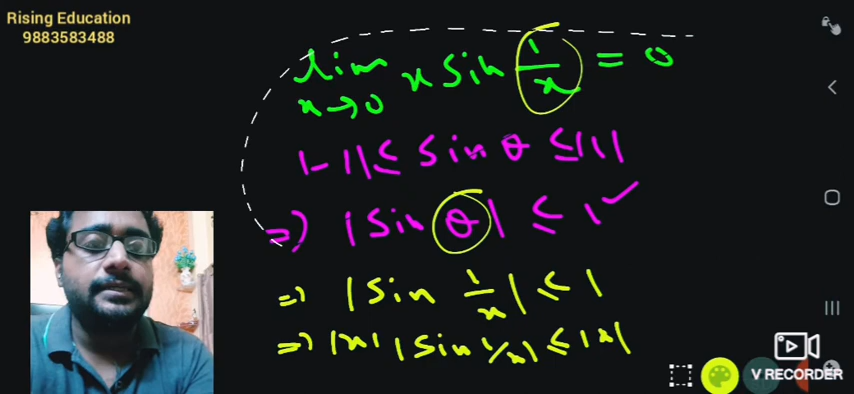 Rising Education
9883583488
lim x→0 x sin 1/x = 0
|-1| ≤ sin θ ≤ |1|
⇒ |sin θ| ≤ 1 ✓
⇒ |sin 1/x| ≤ 1
⇒ |x| |sin 1/x| ≤ |x|
V RECORDER